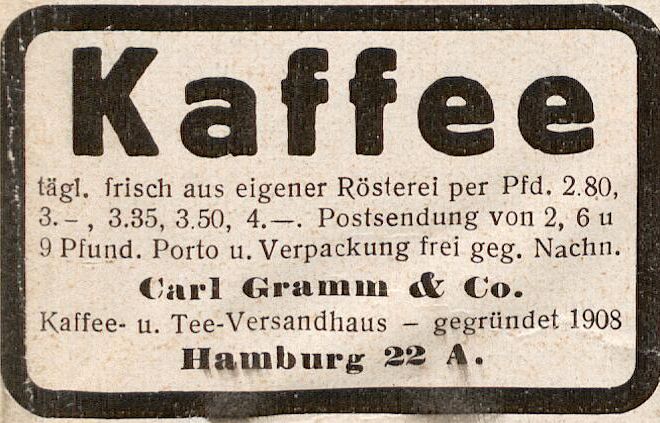 Kaffee
tägl. frisch aus eigener Rösterei per Pfd. 2.80,
3.-, 3.35, 3.50, 4.—. Postsendung von 2, 6 u
9 Pfund. Porto u. Verpackung frei geg. Nachn.
Carl Gramm & Co.
Kaffee- u. Tee-Versandhaus – gegründet 1908
Hamburg 22 A.